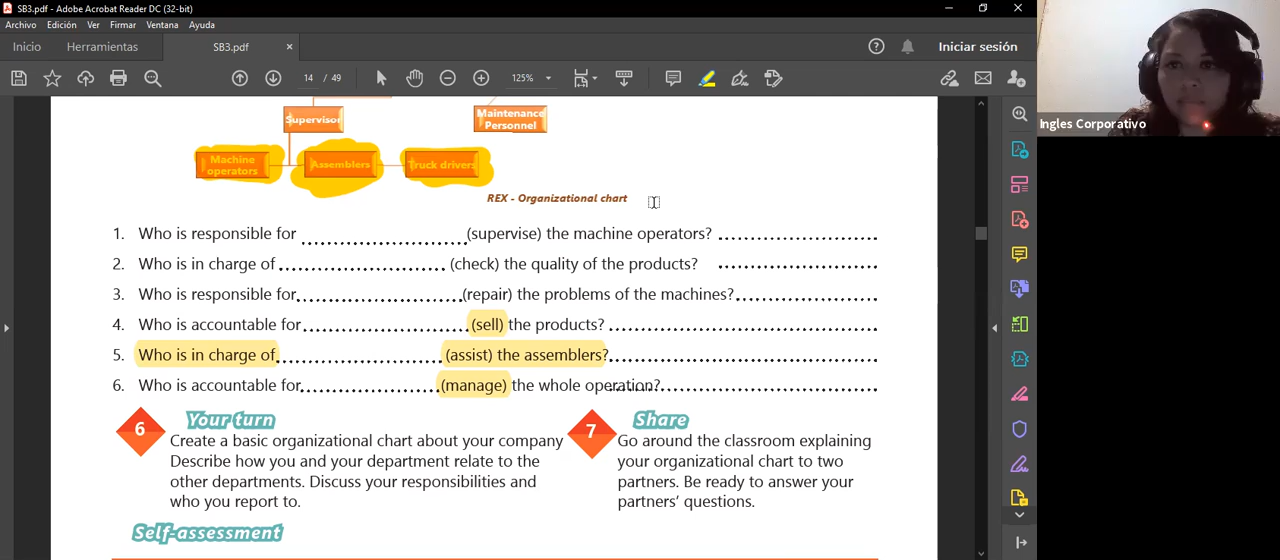 SB3.pdf - Adobe Acrobat Reader DC (32-bit)
Archivo Edición Ver Firmar Ventana Ayuda
Inicio Herramientas SB3.pdf × Iniciar sesión
14 / 49 125%
Ingles Corporativo
Supervisor
Maintenance Personnel
Machine operators
Assemblers
Truck drivers
REX - Organizational chart
1. Who is responsible for ........................... (supervise) the machine operators? ..........................
2. Who is in charge of ........................... (check) the quality of the products? ..........................
3. Who is responsible for........................... (repair) the problems of the machines?..........................
4. Who is accountable for........................... (sell) the products? ..........................
5. Who is in charge of........................... (assist) the assemblers?..........................
6. Who is accountable for........................... (manage) the whole operation?..........................
6 Your turn
Create a basic organizational chart about your company
Describe how you and your department relate to the
other departments. Discuss your responsibilities and
who you report to.
7 Share
Go around the classroom explaining
your organizational chart to two
partners. Be ready to answer your
partners' questions.
Self-assessment